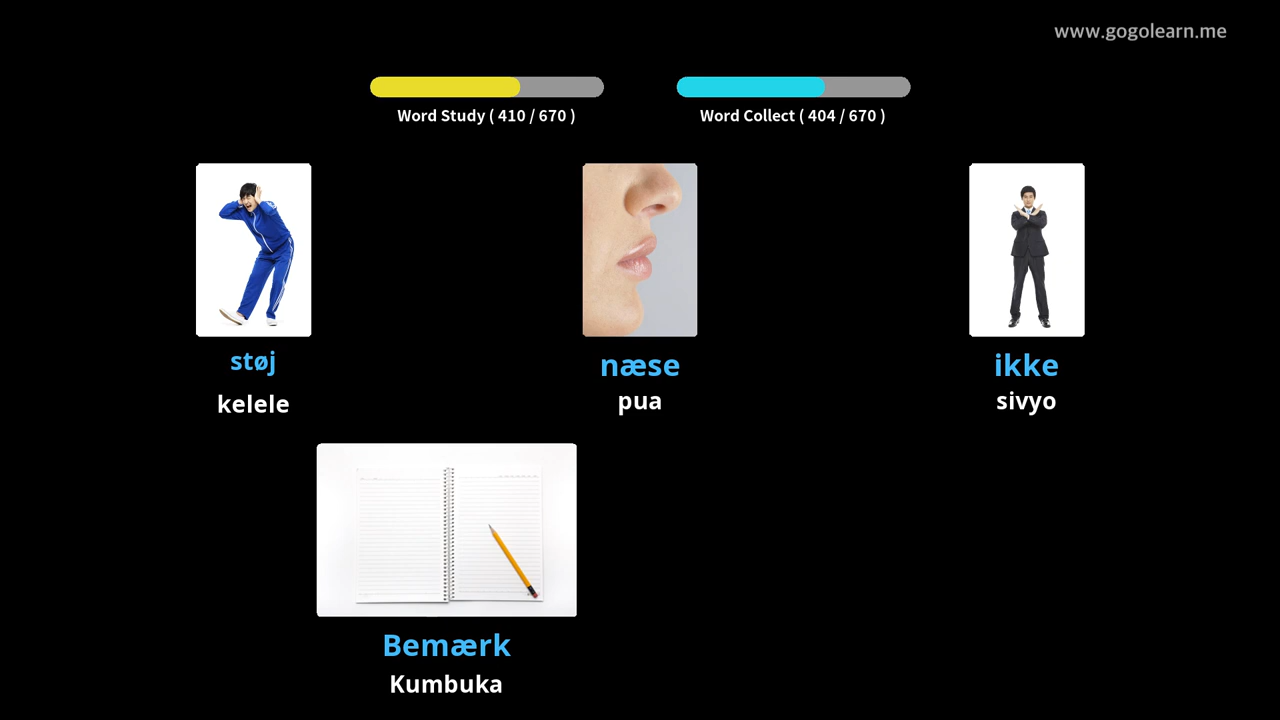 www.gogolearn.me
Word Study ( 410 / 670 )
Word Collect ( 404 / 670 )
støj
kelele
næse
pua
ikke
sivyo
Bemærk
Kumbuka